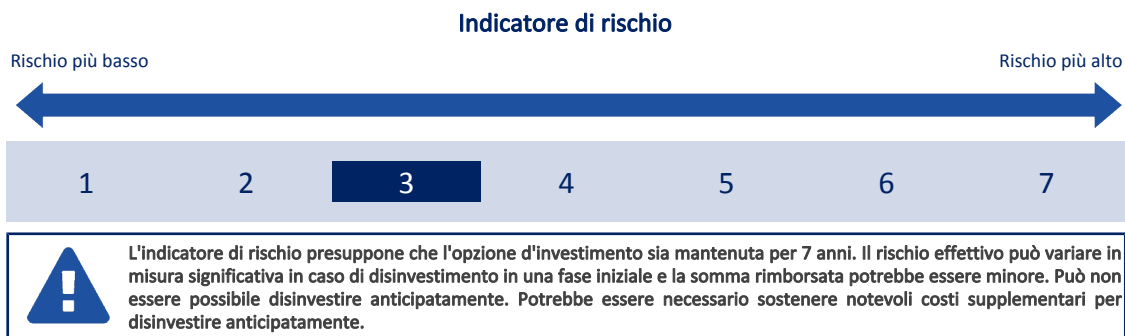 Indicatore di rischio
Rischio più basso
Rischio più alto
1 2 3 4 5 6 7
L'indicatore di rischio presuppone che l'opzione d'investimento sia mantenuta per 7 anni. Il rischio effettivo può variare in
misura significativa in caso di disinvestimento in una fase iniziale e la somma rimborsata potrebbe essere minore. Può non
essere possibile disinvestire anticipatamente. Potrebbe essere necessario sostenere notevoli costi supplementari per
disinvestire anticipatamente.